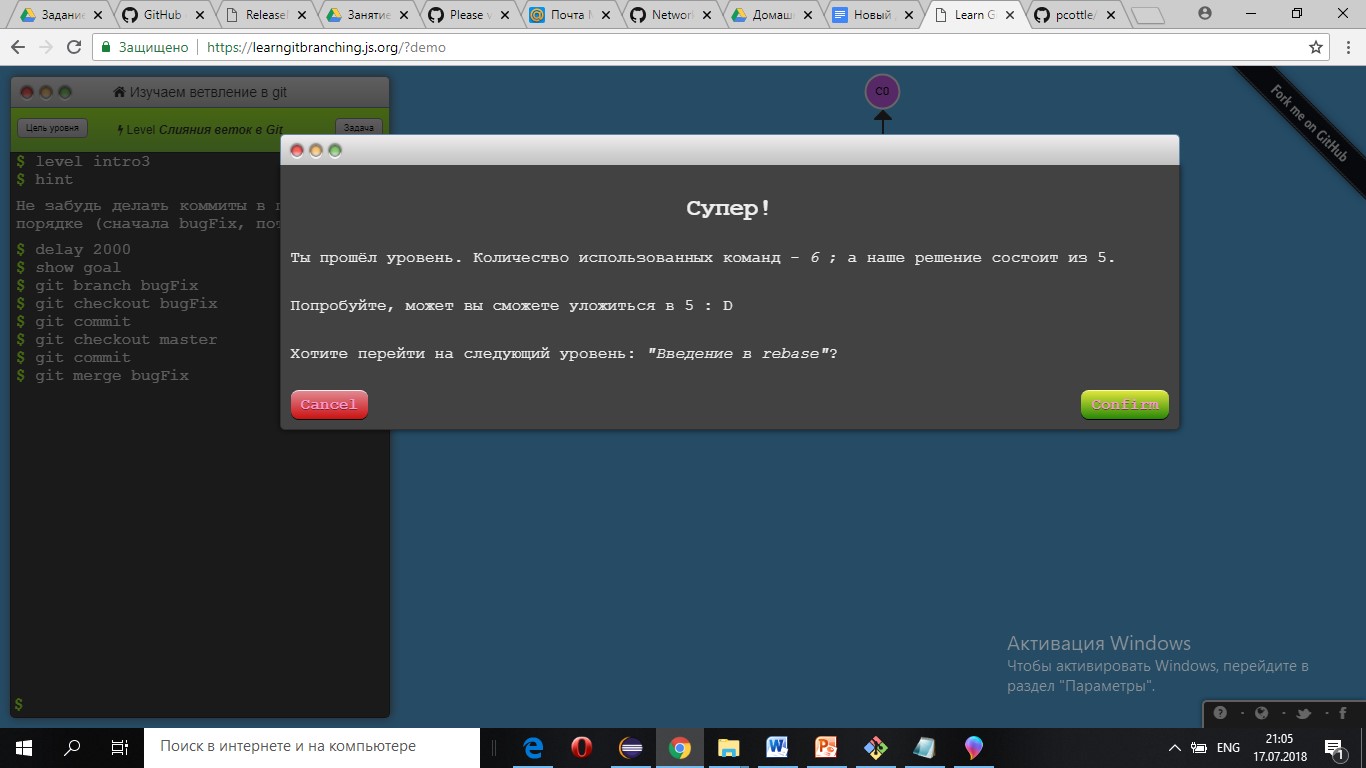 Задание
GitHub
Release
Занятие
Please v
Почта
Network
Домаш
Новый
Learn G
pcottle/
Защищено
https://learngitbranching.js.org/?demo
Изучаем ветвление в git
Цель уровня
Level Слияния веток в Git
Задача
$ level intro3
$ hint
Не забудь делать коммиты в
порядке (сначала bugFix,
$ delay 2000
$ show goal
$ git branch bugFix
$ git checkout bugFix
$ git commit
$ git checkout master
$ git commit
$ git merge bugFix
$
C0
Fork me on GitHub
Супер!
Ты прошёл уровень. Количество использованных команд - 6 ; а наше решение состоит из 5.
Попробуйте, может вы сможете уложиться в 5 : D
Хотите перейти на следующий уровень: "Введение в rebase"?
Cancel
Confirm
Активация Windows
Чтобы активировать Windows, перейдите в
раздел "Параметры".
Поиск в интернете и на компьютере
ENG
21:05
17.07.2018
1